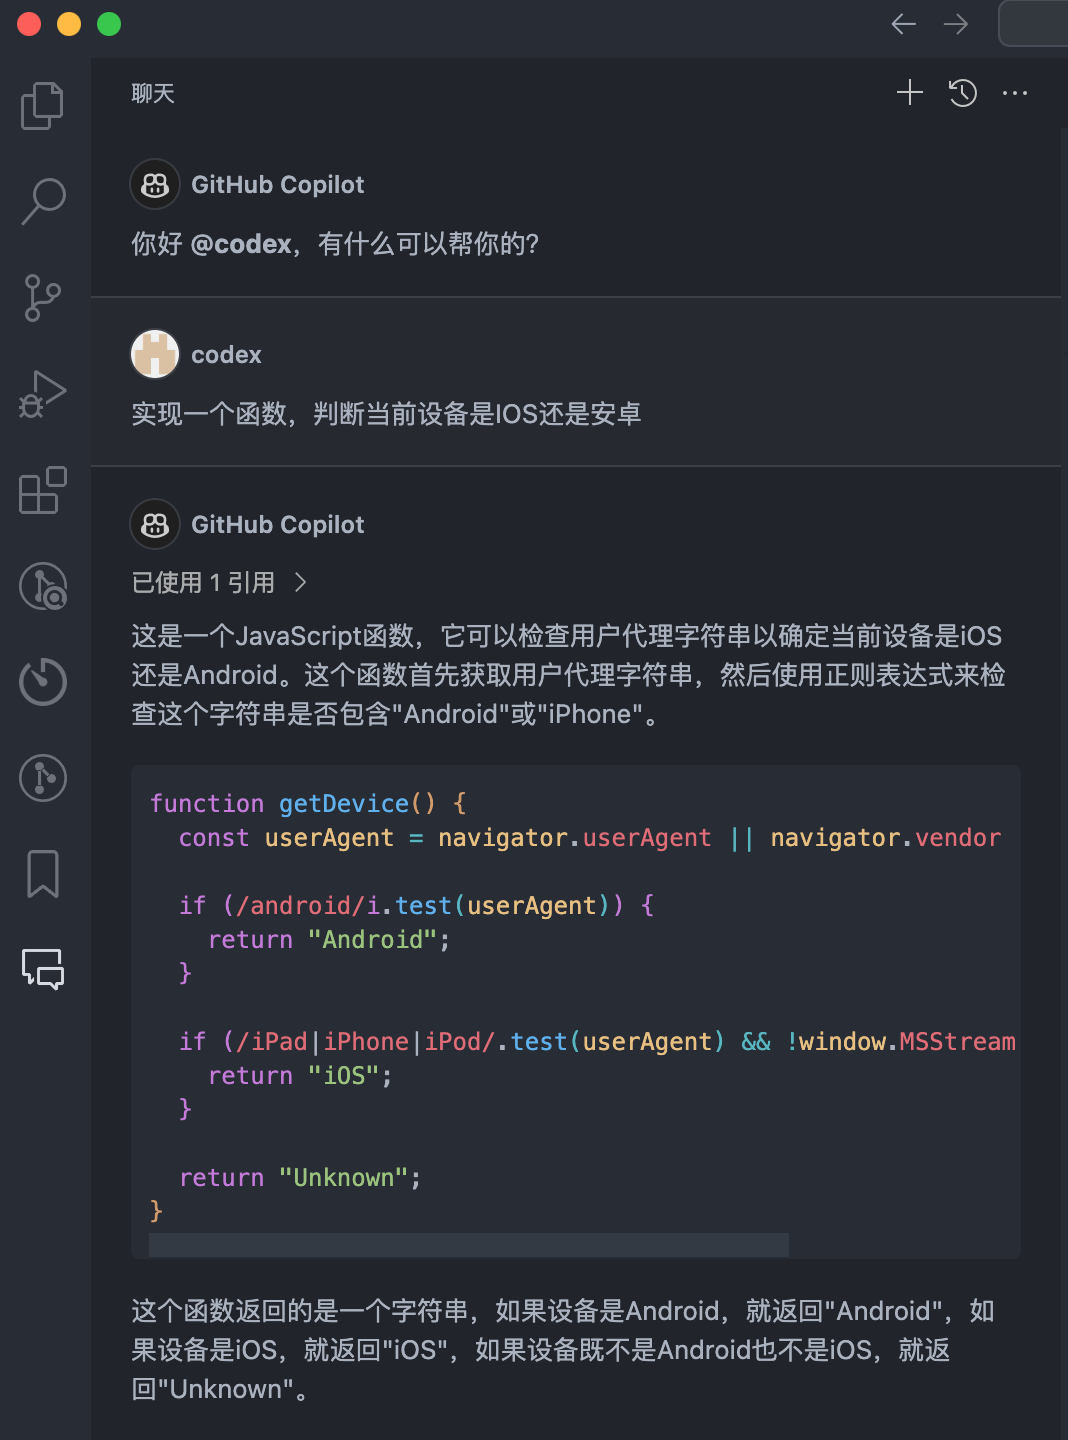 聊天
GitHub Copilot
你好 @codex，有什么可以帮你的?
codex
实现一个函数，判断当前设备是IOS还是安卓
GitHub Copilot
已使用 1 引用
这是一个JavaScript函数，它可以检查用户代理字符串以确定当前设备是iOS
还是Android。这个函数首先获取用户代理字符串，然后使用正则表达式来检
查这个字符串是否包含"Android"或"iPhone"。
function getDevice() {
  const userAgent = navigator.userAgent || navigator.vendor
  if (/android/i.test(userAgent)) {
    return "Android";
  }
  if (/iPad|iPhone|iPod/.test(userAgent) && !window.MSStream
    return "iOS";
  }
  return "Unknown";
}
这个函数返回的是一个字符串，如果设备是Android，就返回"Android"，如
果设备是iOS，就返回"iOS"，如果设备既不是Android也不是iOS，就返
回"Unknown"。